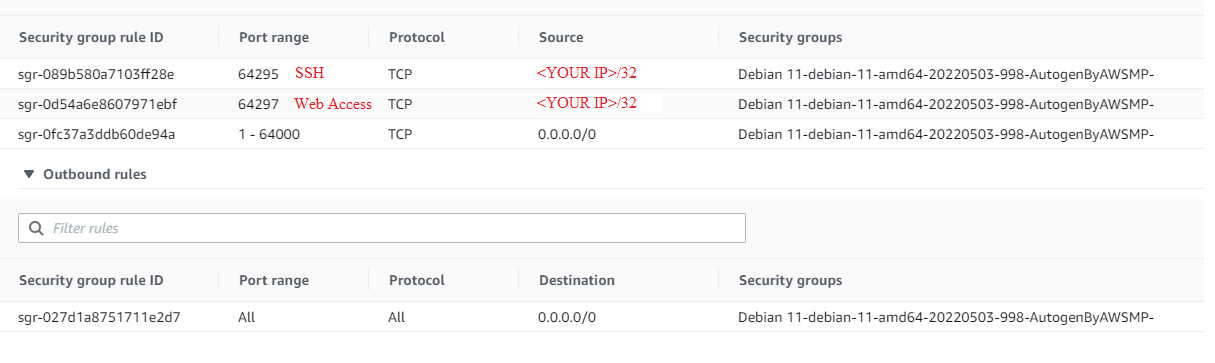 Security group rule ID Port range Protocol Source Security groups
sgr-089b580a7103ff28e 64295 SSH TCP <YOUR IP>/32 Debian 11-debian-11-amd64-20220503-998-AutogenByAWSMP-
sgr-0d54a6e8607971ebf 64297 Web Access TCP <YOUR IP>/32 Debian 11-debian-11-amd64-20220503-998-AutogenByAWSMP-
sgr-0fc37a3ddb60de94a 1 - 64000 TCP 0.0.0.0/0 Debian 11-debian-11-amd64-20220503-998-AutogenByAWSMP-
Outbound rules
Filter rules
Security group rule ID Port range Protocol Destination Security groups
sgr-027d1a8751711e2d7 All All 0.0.0.0/0 Debian 11-debian-11-amd64-20220503-998-AutogenByAWSMP-